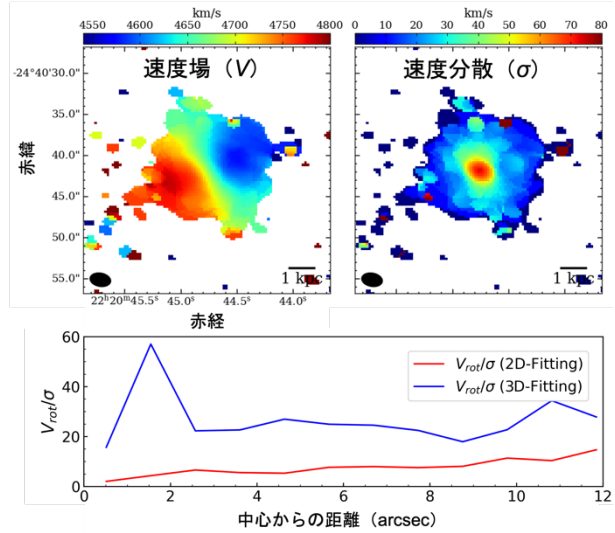 km/s
4550 4600 4650 4700 4750 4800
km/s
0 10 20 30 40 50 60 70 80
速度場（V）
速度分散（σ）
-24°40'30.0"
35.0"
40.0"
45.0"
50.0"
55.0"
赤緯
1 kpc
1 kpc
22ʰ20ᵐ45.5ˢ 45.0ˢ 44.5ˢ 44.0ˢ
赤経
60
40
20
0
Vrot/σ
Vrot/σ (2D-Fitting)
Vrot/σ (3D-Fitting)
0 2 4 6 8 10 12
中心からの距離（arcsec）